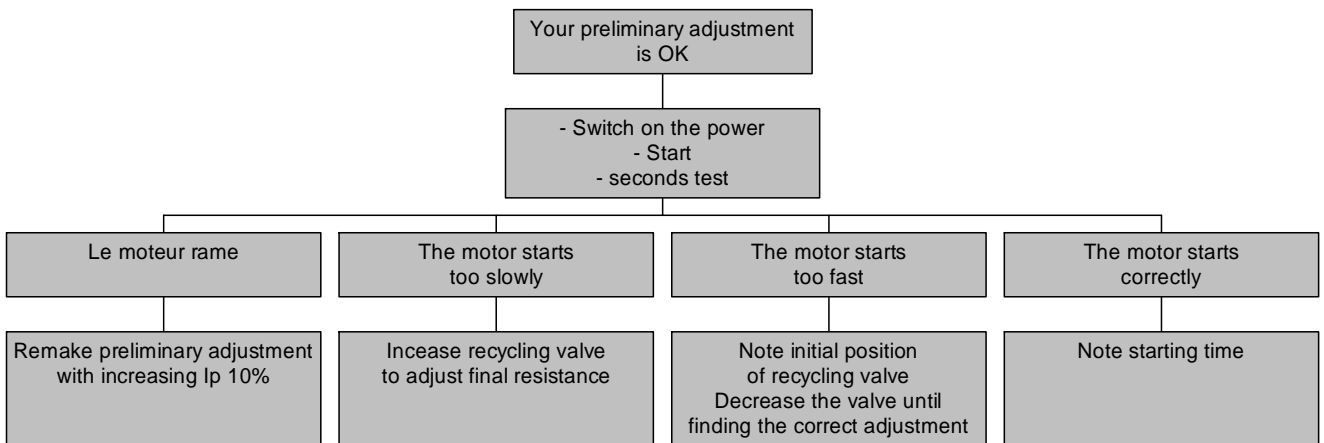 Your preliminary adjustment
is OK
- Switch on the power
- Start
- seconds test
Le moteur rame
Remake preliminary adjustment
with increasing Ip 10%
The motor starts
too slowly
Incease recycling valve
to adjust final resistance
The motor starts
too fast
Note initial position
of recycling valve
Decrease the valve until
finding the correct adjustment
The motor starts
correctly
Note starting time